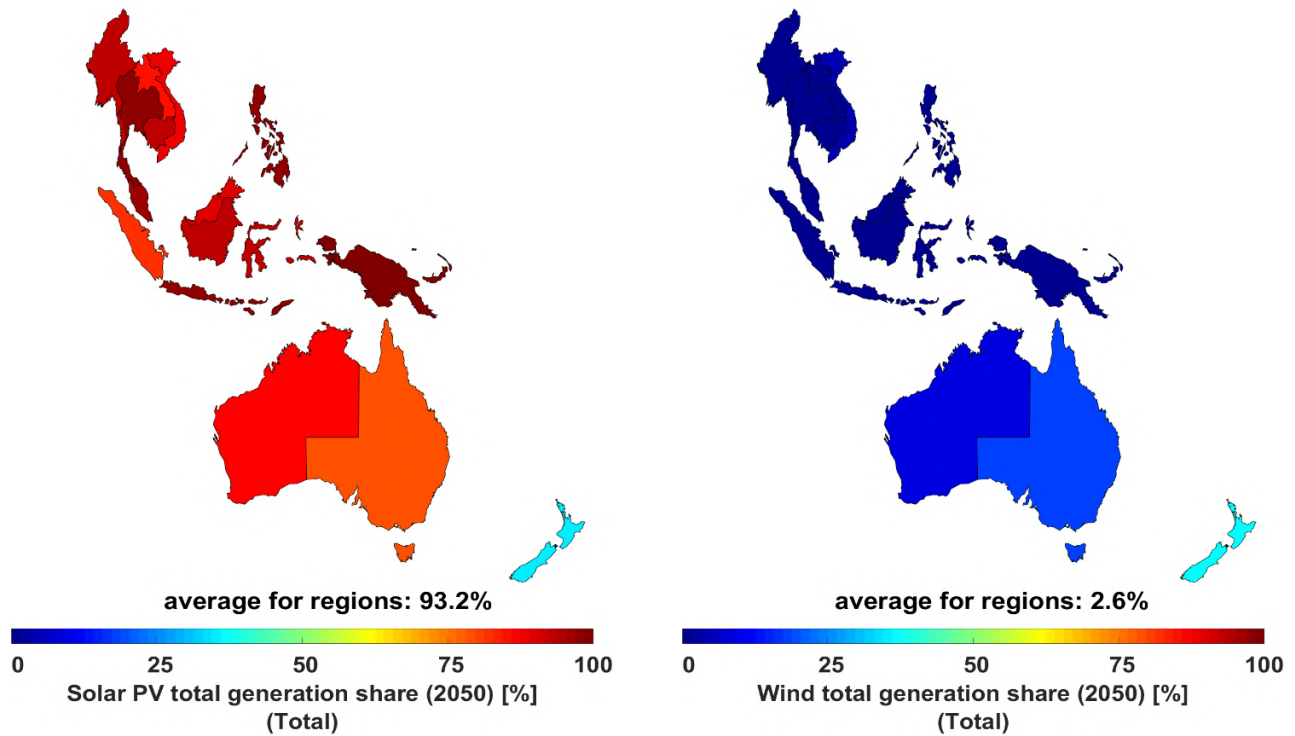 average for regions: 93.2%
0 25 50 75 100
Solar PV total generation share (2050) [%]
(Total)
average for regions: 2.6%
0 25 50 75 100
Wind total generation share (2050) [%]
(Total)